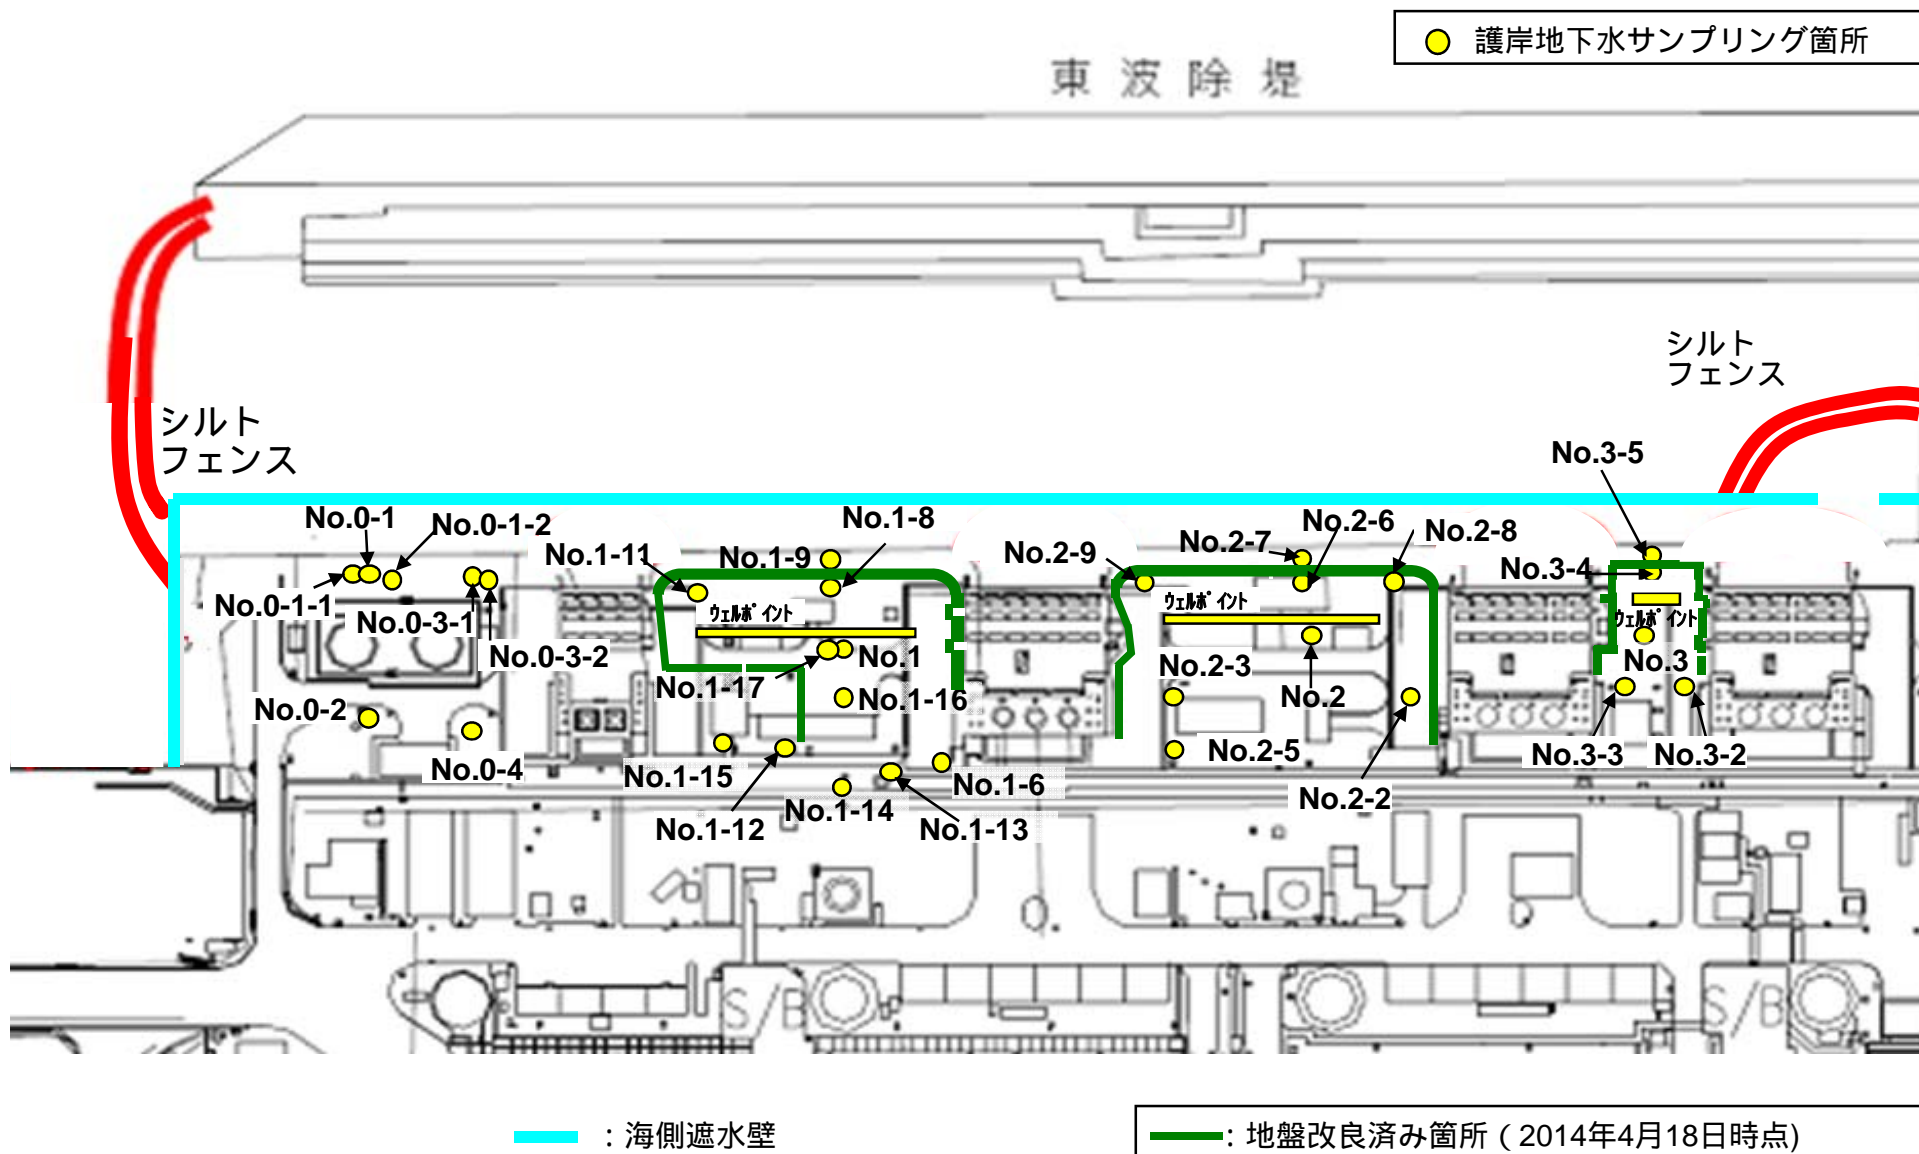 護岸地下水サンプリング箇所
東波除堤
シルト
フェンス
シルト
フェンス
No.3-5
No.0-1
No.0-1-2
No.1-8
No.2-6
No.2-8
No.1-11
No.1-9
No.2-9
No.2-7
No.3-4
No.0-1-1
No.0-3-1
ウェルポイント
ウェルポイント
ウェルポイント
No.0-3-2
No.1
No.2-3
No.3
No.1-17
No.1-16
No.2
No.0-2
No.0-4
No.1-15
No.2-5
No.3-3
No.3-2
No.1-6
No.2-2
No.1-14
No.1-12
No.1-13
S/B
S/B
：海側遮水壁
：地盤改良済み箇所（2014年4月18日時点)